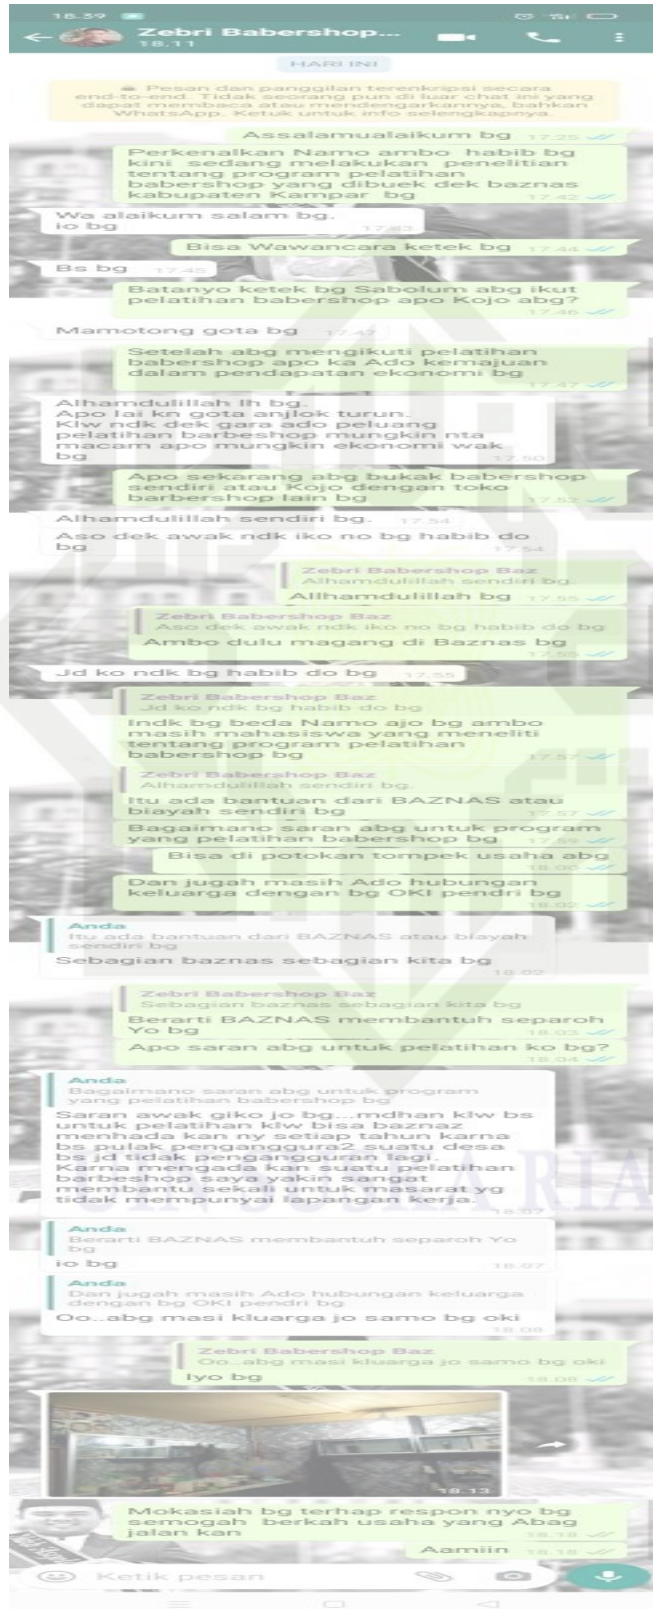 18.39
Zebri Babershop...
18.11
HARI INI
Pesan dan panggilan terenkripsi secara
end-to-end. Tidak seorang pun di luar chat ini yang
dapat membaca atau mendengarkannya, bahkan
WhatsApp. Ketuk untuk info selengkapnya.
Assalamualaikum bg 17.25
Perkenalkan Namo ambo habib bg
kini sedang melakukan penelitian
tentang program pelatihan
babershop yang dibuek dek baznas
kabupaten Kampar bg
17.42
Wa alaikum salam bg.
io bg
17.43
Bisa Wawancara ketek bg 17.44
Bs bg 17.45
Batanyo ketek bg Sabolum abg ikut
pelatihan babershop apo Kojo abg?
17.46
Mamotong gota bg 17.47
Setelah abg mengikuti pelatihan
babershop apo ka Ado kemajuan
dalam pendapatan ekonomi bg
17.47
Alhamdulillah lh bg.
Apo lai kn gota anjlok turun.
Klw ndk dek gara ado peluang
pelatihan barbeshop mungkin nta
macam apo mungkin ekonomi wak
bg
17.50
Apo sekarang abg bukak babershop
sendiri atau Kojo dengan toko
barbershop lain bg
17.52
Alhamdulillah sendiri bg. 17.54
Aso dek awak ndk iko no bg habib do
bg
17.54
Zebri Babershop Baz
Alhamdulillah sendiri bg.
Allhamdulillah bg 17.55
Zebri Babershop Baz
Aso dek awak ndk iko no bg habib do bg
Ambo dulu magang di Baznas bg
17.55
Jd ko ndk bg habib do bg 17.55
Zebri Babershop Baz
Jd ko ndk bg habib do bg
Indk bg beda Namo ajo bg ambo
masih mahasiswa yang meneliti
tentang program pelatihan
babershop bg
17.57
Zebri Babershop Baz
Alhamdulillah sendiri bg.
Itu ada bantuan dari BAZNAS atau
biayah sendiri bg
17.57
Bagaimano saran abg untuk program
yang pelatihan babershop bg 17.59
Bisa di potokan tompek usaha abg
18.00
Dan jugah masih Ado hubungan
keluarga dengan bg OKI pendri bg
18.02
Anda
Itu ada bantuan dari BAZNAS atau biayah
sendiri bg
Sebagian baznas sebagian kita bg
18.02
Zebri Babershop Baz
Sebagian baznas sebagian kita bg
Berarti BAZNAS membantuh separoh
Yo bg
18.03
Apo saran abg untuk pelatihan ko bg?
18.04
Anda
Bagaimano saran abg untuk program
yang pelatihan babershop bg
Saran awak giko jo bg...mdhan klw bs
untuk pelatihan klw bisa baznaz
menhada kan ny setiap tahun karna
bs pulak penganggura2 suatu desa
bs jd tidak pengangguran lagi.
Karna mengada kan suatu pelatihan
barbeshop saya yakin sangat
membantu sekali untuk masarat yg
tidak mempunyai lapangan kerja.
18.07
Anda
Berarti BAZNAS membantuh separoh Yo
bg
io bg
18.07
Anda
Dan jugah masih Ado hubungan keluarga
dengan bg OKI pendri bg
Oo..abg masi kluarga jo samo bg oki
18.08
Zebri Babershop Baz
Oo..abg masi kluarga jo samo bg oki
Iyo bg
18.08
18.13
Mokasiah bg terhap respon nyo bg
semogah berkah usaha yang Abag
jalan kan
18.18
Aamiin 18.18
Ketik pesan